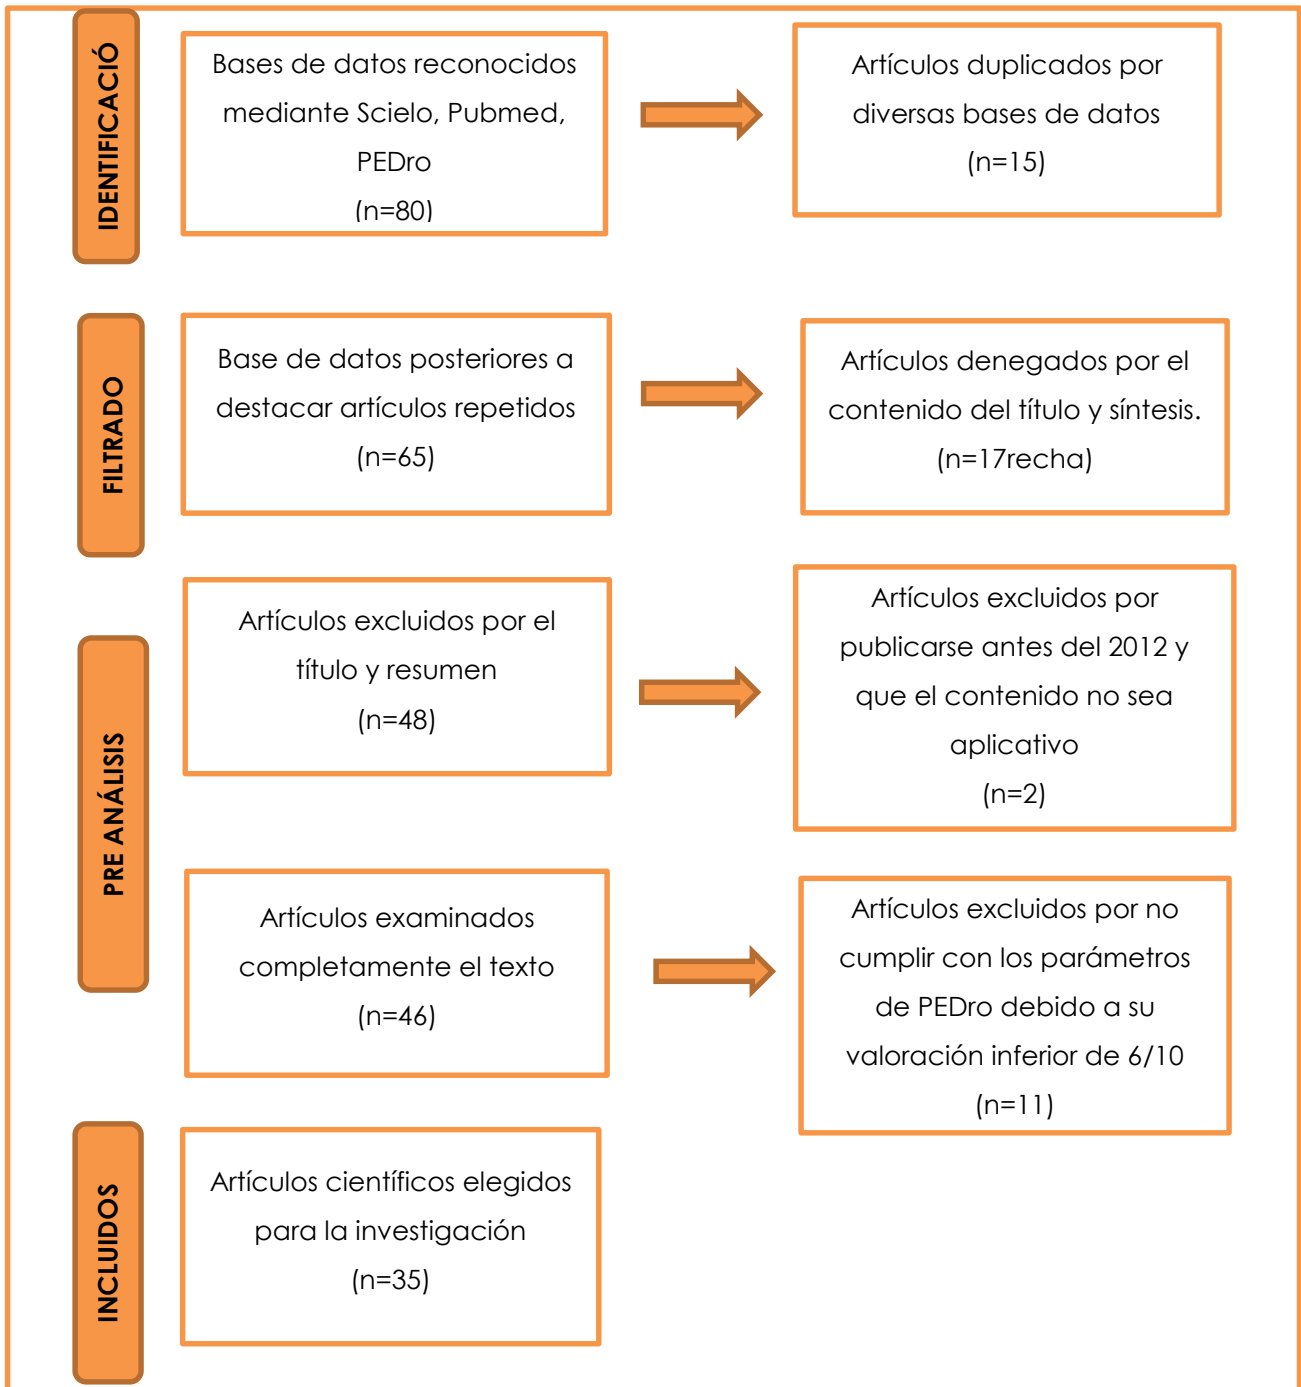 IDENTIFICACIÓ
Bases de datos reconocidos
mediante Scielo, Pubmed,
PEDro
(n=80)
Artículos duplicados por
diversas bases de datos
(n=15)
FILTRADO
Base de datos posteriores a
destacar artículos repetidos
(n=65)
Artículos denegados por el
contenido del título y síntesis.
(n=17recha)
PRE ANÁLISIS
Artículos excluidos por el
título y resumen
(n=48)
Artículos excluidos por
publicarse antes del 2012 y
que el contenido no sea
aplicativo
(n=2)
Artículos examinados
completamente el texto
(n=46)
Artículos excluidos por no
cumplir con los parámetros
de PEDro debido a su
valoración inferior de 6/10
(n=11)
INCLUIDOS
Artículos científicos elegidos
para la investigación
(n=35)